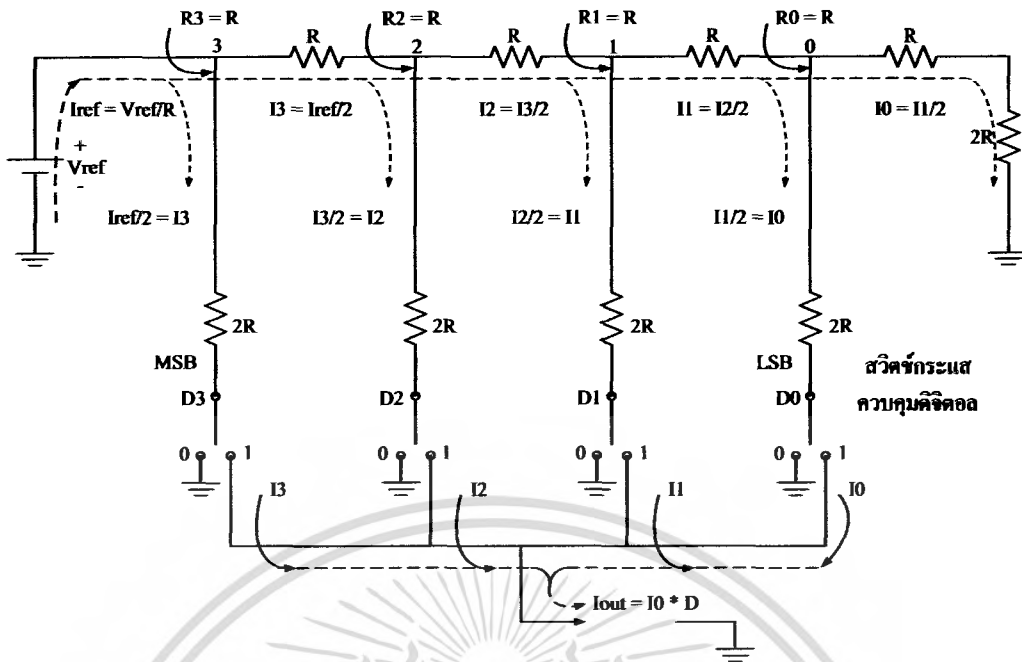 R3 = R
R2 = R
R1 = R
R0 = R
3
R
2
R
1
R
0
R
Iref = Vref/R
I3 = Iref/2
I2 = I3/2
I1 = I2/2
I0 = I1/2
2R
+
Vref
-
Iref/2 = I3
I3/2 = I2
I2/2 = I1
I1/2 = I0
2R
2R
2R
2R
MSB
LSB
สวิตช์กระแส
ควบคุมดิจิตอล
D3
D2
D1
D0
0
1
0
1
0
1
0
1
I3
I2
I1
I0
Iout = I0 * D